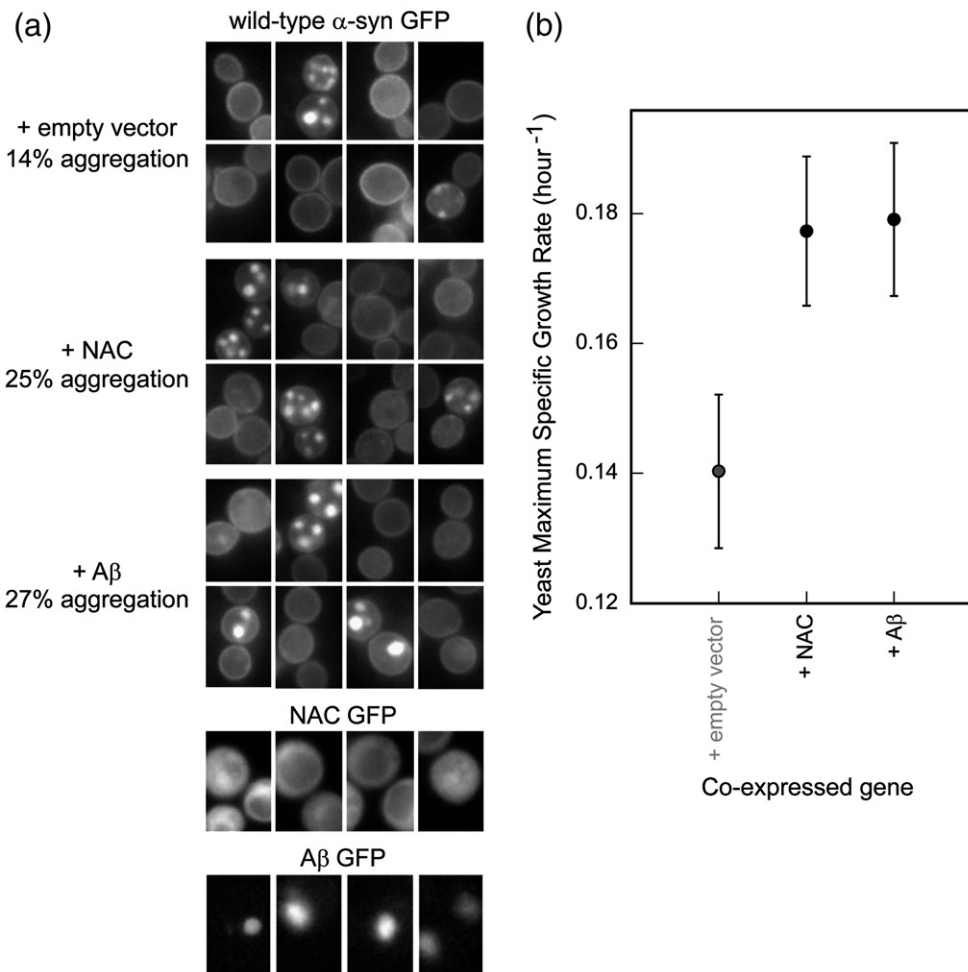 (a)
wild-type α-syn GFP
+ empty vector
14% aggregation
+ NAC
25% aggregation
+ Aβ
27% aggregation
NAC GFP
Aβ GFP
(b)
Yeast Maximum Specific Growth Rate (hour⁻¹)
0.18
0.16
0.14
0.12
+ empty vector
+ NAC
+ Aβ
Co-expressed gene